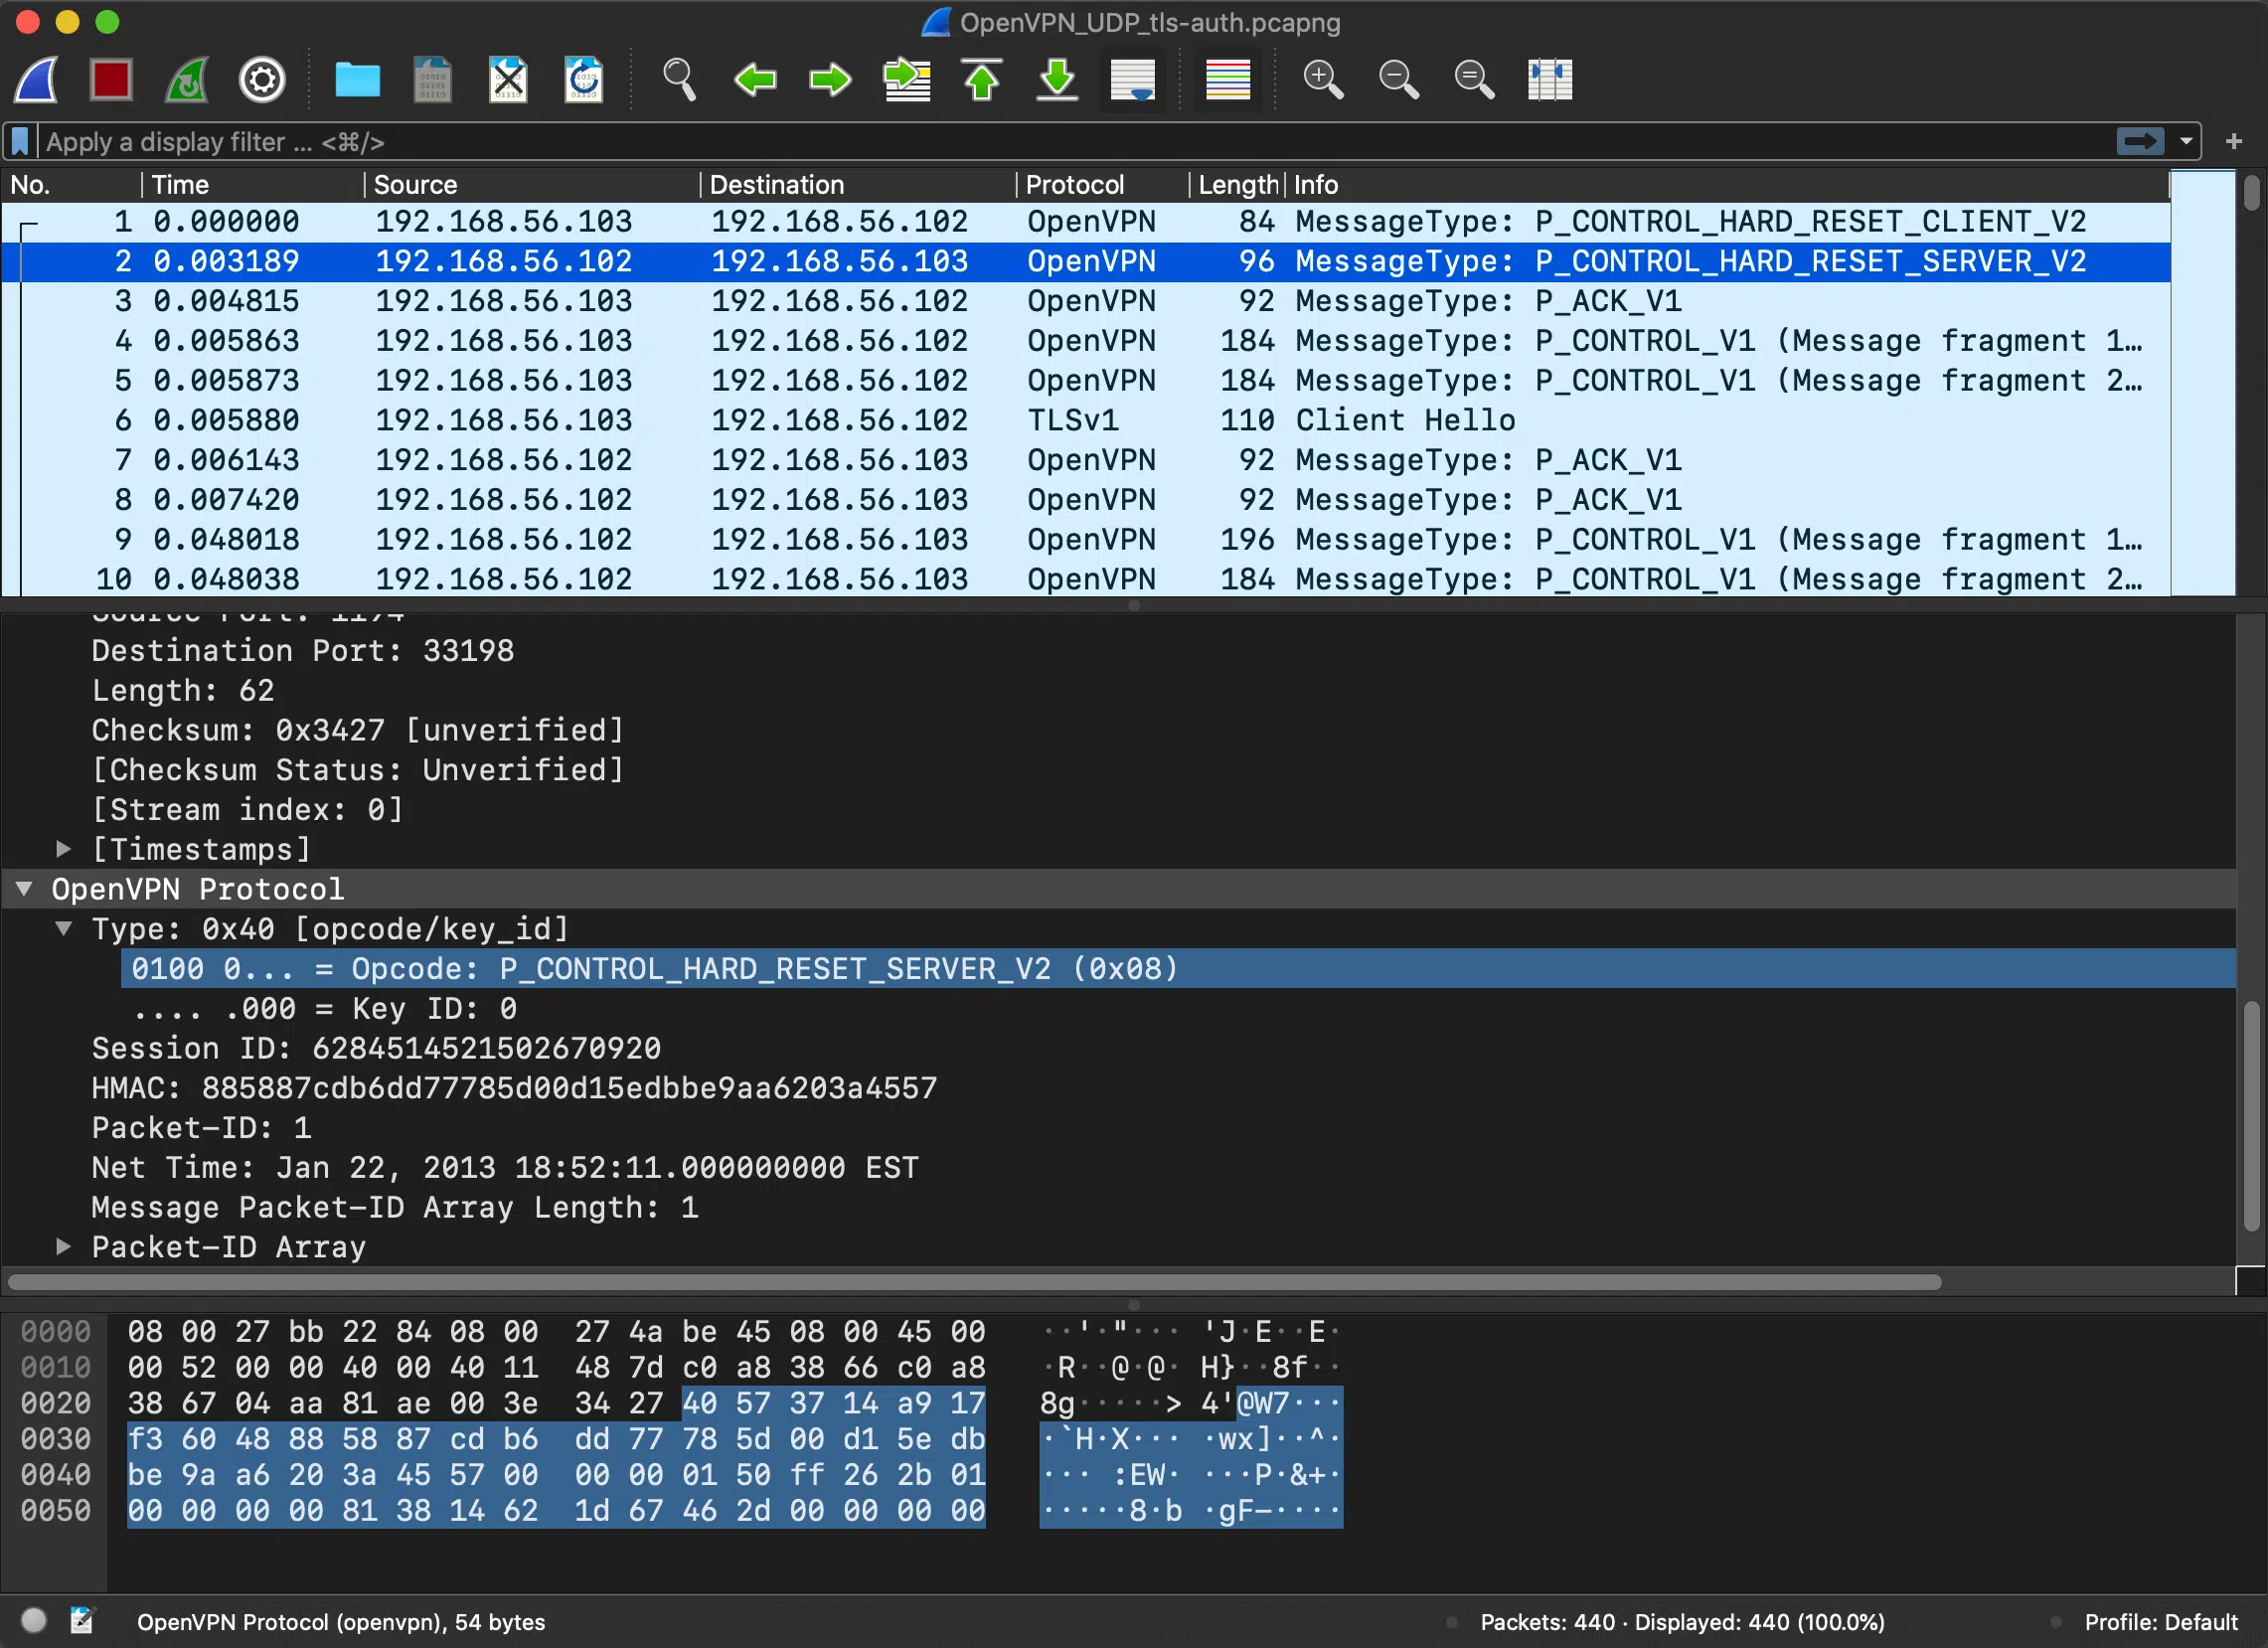 OpenVPN_UDP_tls-auth.pcapng
Apply a display filter ... <⌘/>
No. Time Source Destination Protocol Length Info
1 0.000000 192.168.56.103 192.168.56.102 OpenVPN 84 MessageType: P_CONTROL_HARD_RESET_CLIENT_V2
2 0.003189 192.168.56.102 192.168.56.103 OpenVPN 96 MessageType: P_CONTROL_HARD_RESET_SERVER_V2
3 0.004815 192.168.56.103 192.168.56.102 OpenVPN 92 MessageType: P_ACK_V1
4 0.005863 192.168.56.103 192.168.56.102 OpenVPN 184 MessageType: P_CONTROL_V1 (Message fragment 1…
5 0.005873 192.168.56.103 192.168.56.102 OpenVPN 184 MessageType: P_CONTROL_V1 (Message fragment 2…
6 0.005880 192.168.56.103 192.168.56.102 TLSv1 110 Client Hello
7 0.006143 192.168.56.102 192.168.56.103 OpenVPN 92 MessageType: P_ACK_V1
8 0.007420 192.168.56.102 192.168.56.103 OpenVPN 92 MessageType: P_ACK_V1
9 0.048018 192.168.56.102 192.168.56.103 OpenVPN 196 MessageType: P_CONTROL_V1 (Message fragment 1…
10 0.048038 192.168.56.102 192.168.56.103 OpenVPN 184 MessageType: P_CONTROL_V1 (Message fragment 2…
Source Port: 1194
Destination Port: 33198
Length: 62
Checksum: 0x3427 [unverified]
[Checksum Status: Unverified]
[Stream index: 0]
[Timestamps]
OpenVPN Protocol
Type: 0x40 [opcode/key_id]
0100 0... = Opcode: P_CONTROL_HARD_RESET_SERVER_V2 (0x08)
.... .000 = Key ID: 0
Session ID: 6284514521502670920
HMAC: 885887cdb6dd77785d00d15edbbe9aa6203a4557
Packet-ID: 1
Net Time: Jan 22, 2013 18:52:11.000000000 EST
Message Packet-ID Array Length: 1
Packet-ID Array
0000 08 00 27 bb 22 84 08 00 27 4a be 45 08 00 45 00 ··'·"··· 'J·E··E·
0010 00 52 00 00 40 00 40 11 48 7d c0 a8 38 66 c0 a8 ·R··@·@· H}··8f··
0020 38 67 04 aa 81 ae 00 3e 34 27 40 57 37 14 a9 17 8g·····> 4'@W7···
0030 f3 60 48 88 58 87 cd b6 dd 77 78 5d 00 d1 5e db ·`H·X··· ·wx]··^·
0040 be 9a a6 20 3a 45 57 00 00 00 01 50 ff 26 2b 01 ··· :EW· ···P·&+·
0050 00 00 00 00 81 38 14 62 1d 67 46 2d 00 00 00 00 ·····8·b ·gF-····
OpenVPN Protocol (openvpn), 54 bytes
Packets: 440 · Displayed: 440 (100.0%)
Profile: Default